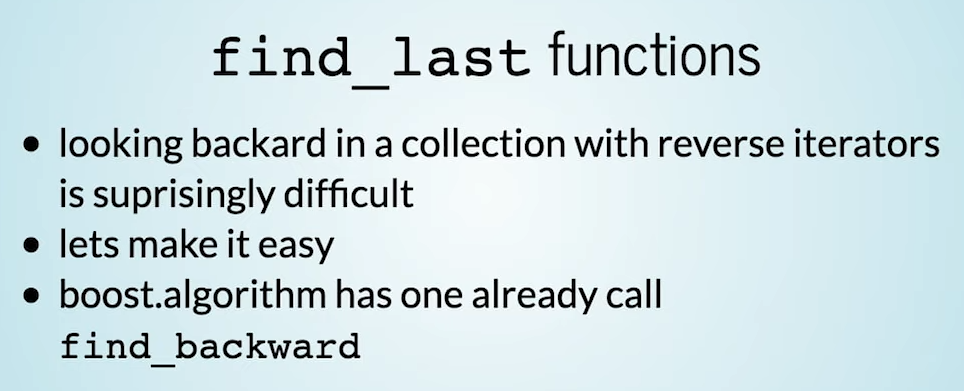 find_last functions
• looking backard in a collection with reverse iterators
is suprisingly difficult
• lets make it easy
• boost.algorithm has one already call
find_backward